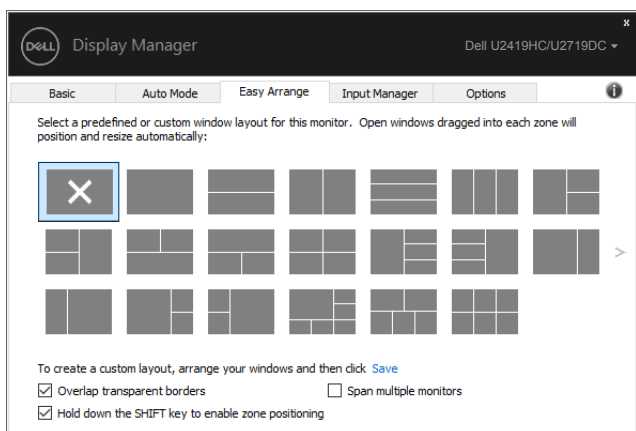 x
DELL Display Manager Dell U2419HC/U2719DC
Basic Auto Mode Easy Arrange Input Manager Options i
Select a predefined or custom window layout for this monitor. Open windows dragged into each zone will
position and resize automatically:
>
To create a custom layout, arrange your windows and then click Save
Overlap transparent borders Span multiple monitors
Hold down the SHIFT key to enable zone positioning